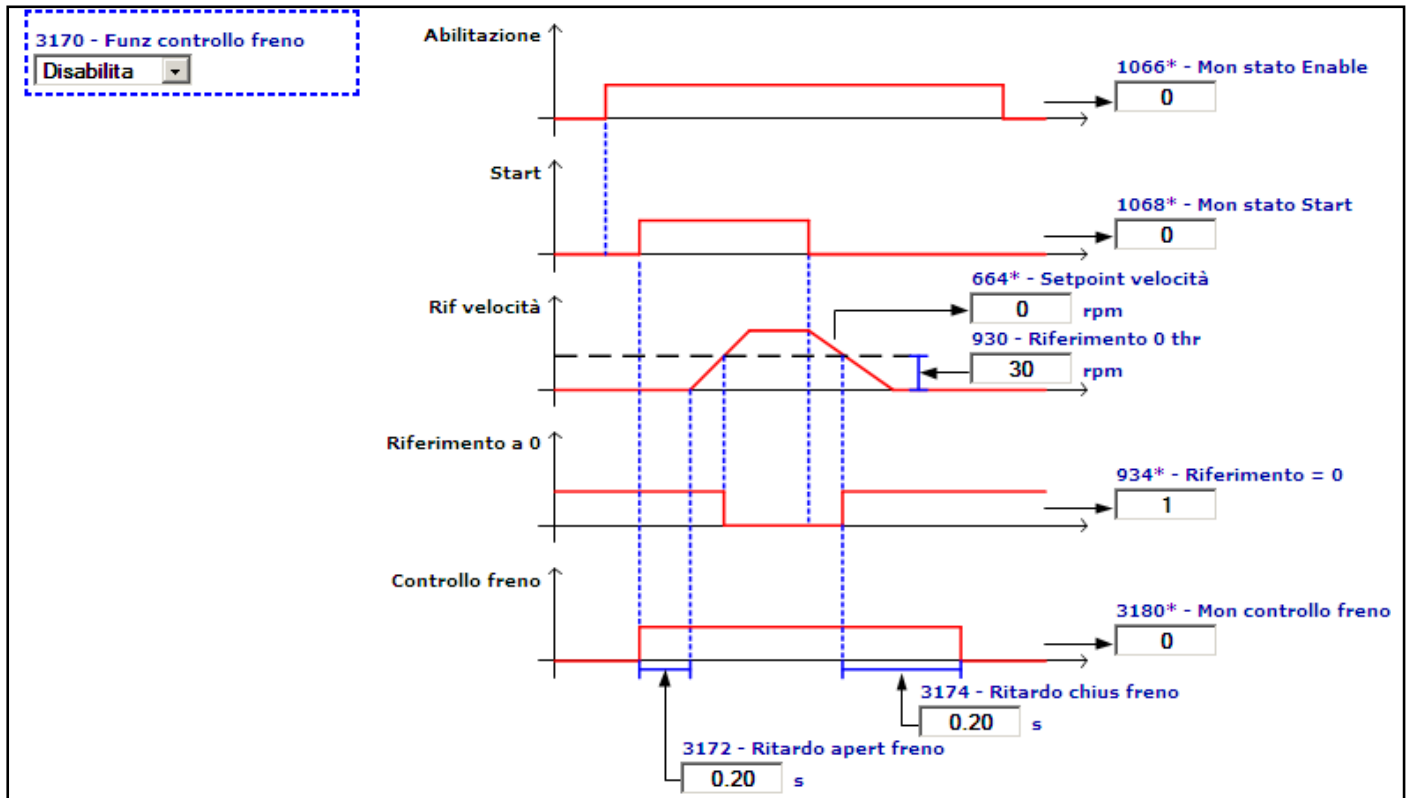 3170 - Funz controllo freno
Disabilita
Abilitazione
1066* - Mon stato Enable
0
Start
1068* - Mon stato Start
0
Rif velocità
664* - Setpoint velocità
0 rpm
930 - Riferimento 0 thr
30 rpm
Riferimento a 0
934* - Riferimento = 0
1
Controllo freno
3180* - Mon controllo freno
0
3174 - Ritardo chius freno
0.20 s
3172 - Ritardo apert freno
0.20 s